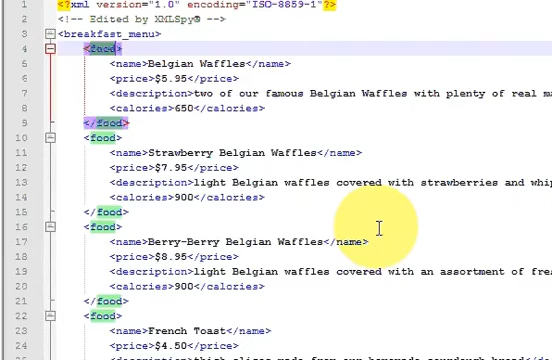 1 <?xml version="1.0" encoding="ISO-8859-1"?>
2 <!-- Edited by XMLSpy® -->
3 <breakfast_menu>
4 <food>
5 <name>Belgian Waffles</name>
6 <price>$5.95</price>
7 <description>two of our famous Belgian Waffles with plenty of real
8 <calories>650</calories>
9 </food>
10 <food>
11 <name>Strawberry Belgian Waffles</name>
12 <price>$7.95</price>
13 <description>light Belgian waffles covered with strawberries and
14 <calories>900</calories>
15 </food>
16 <food>
17 <name>Berry-Berry Belgian Waffles</name>
18 <price>$8.95</price>
19 <description>light Belgian waffles covered with an assortment of
20 <calories>900</calories>
21 </food>
22 <food>
23 <name>French Toast</name>
24 <price>$4.50</price>